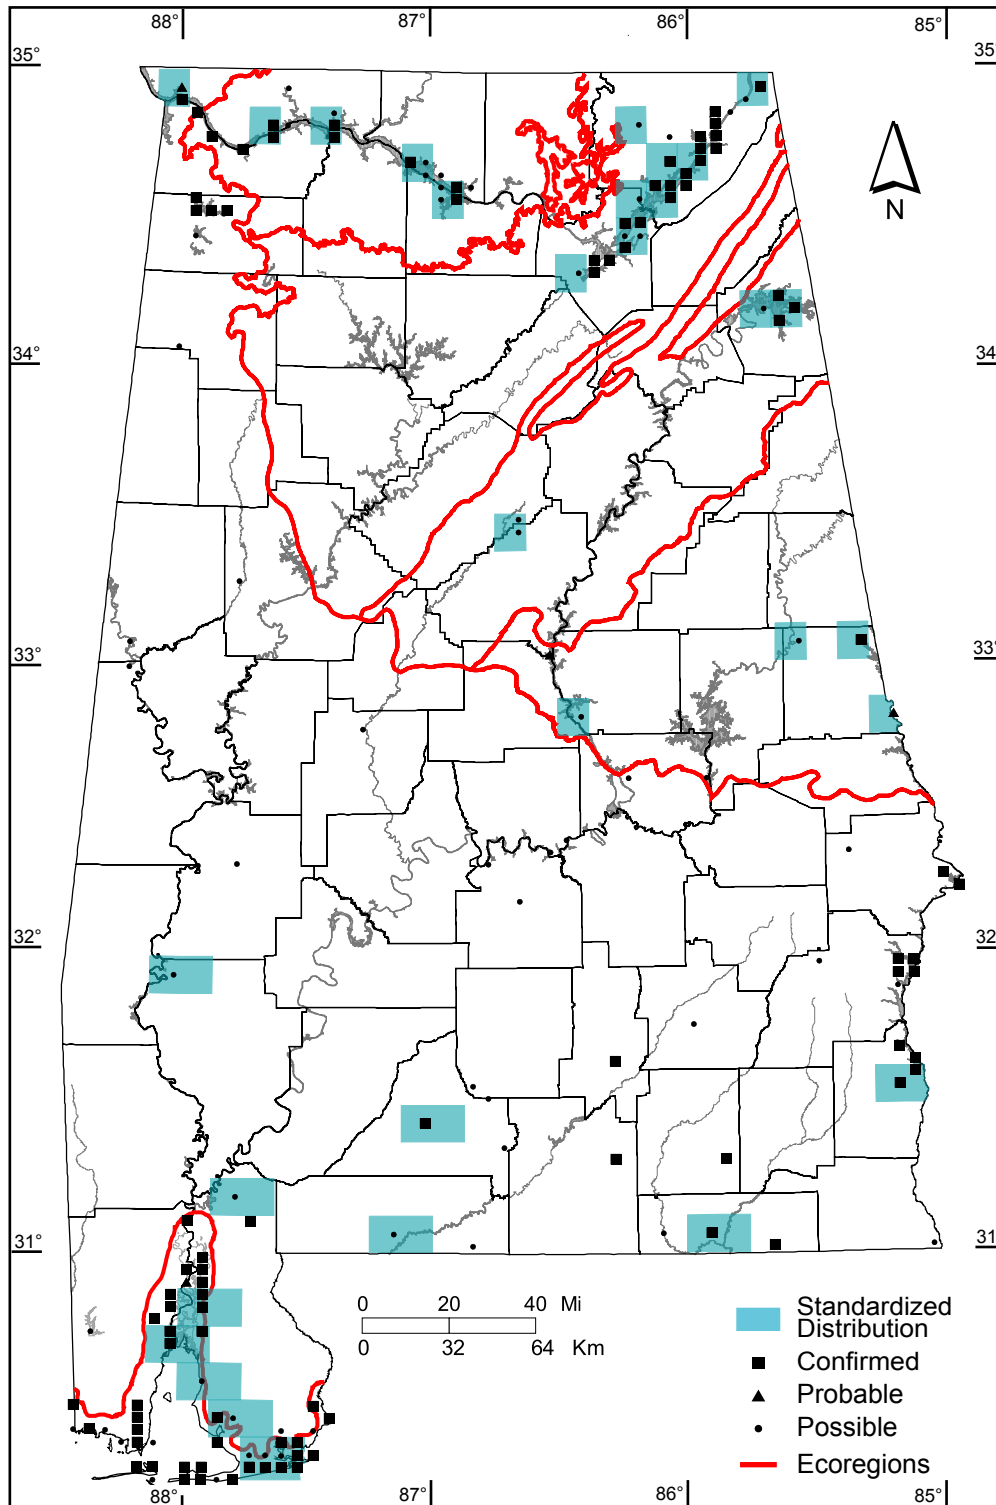 88° 87° 86° 85°
35° 35°
N
34° 34
33° 33
32° 32
31° 31
0 20 40 Mi
0 32 64 Km
Standardized
Distribution
Confirmed
Probable
Possible
Ecoregions
88° 87° 86° 85°